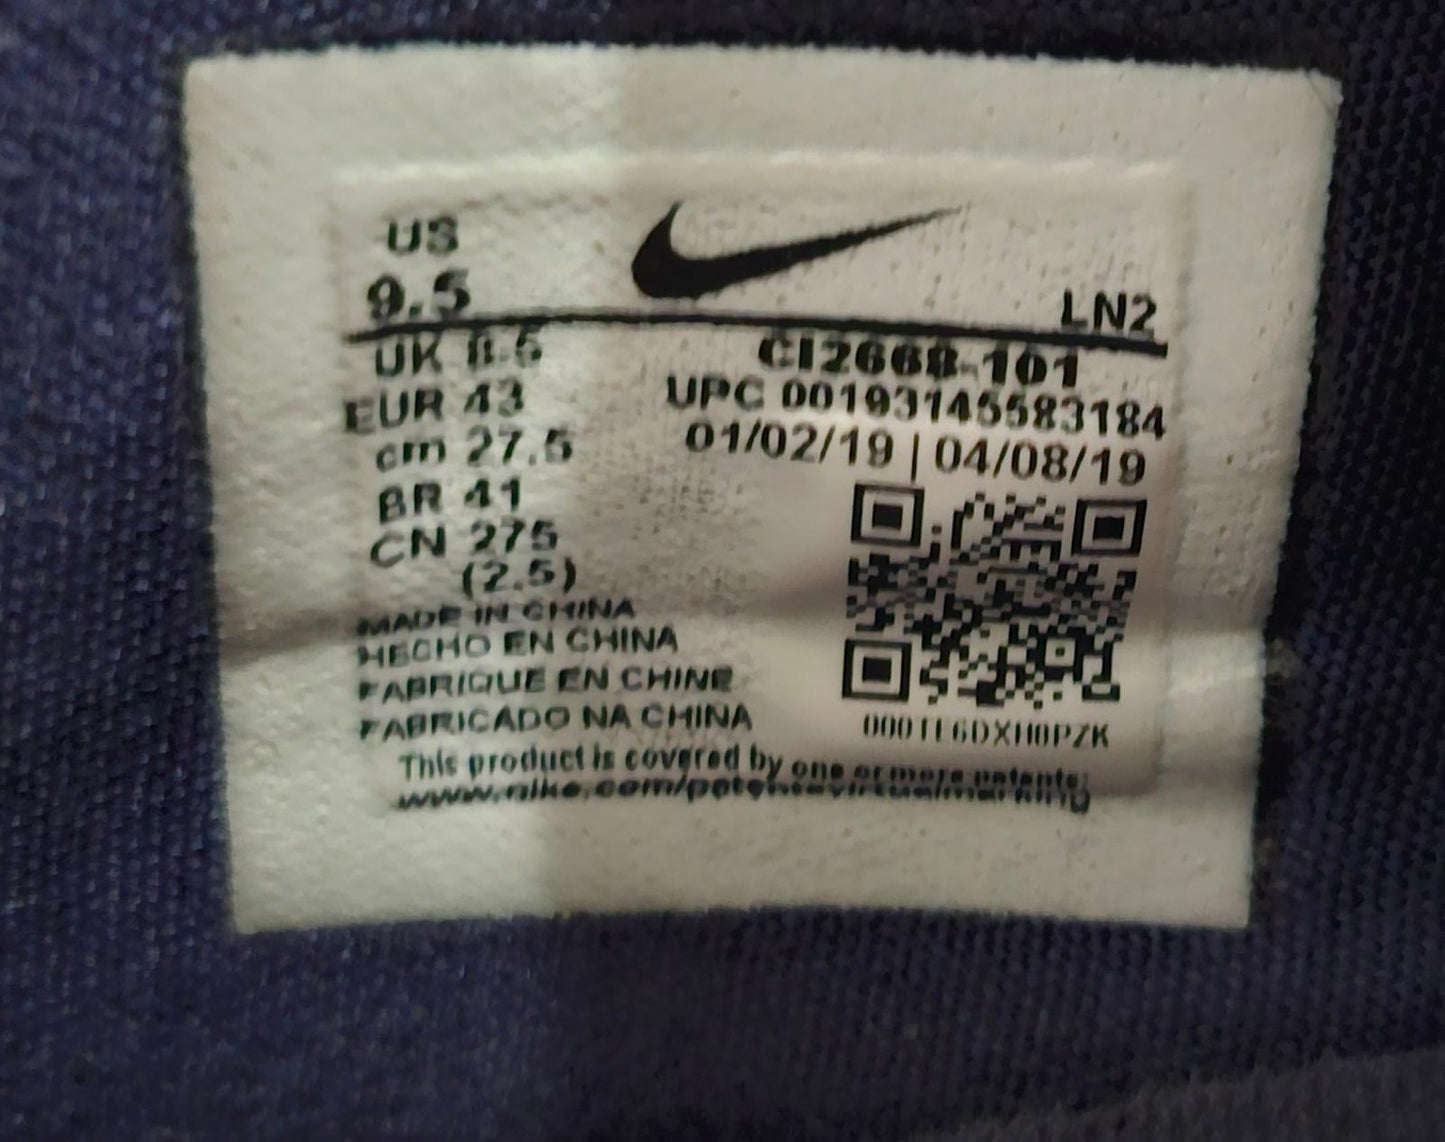 US
9.5
LN2
UK 8.5
EUR 43
cm 27.5
BR 41
CN 275
(2.5)
CI2668-101
UPC 00193145583184
01/02/19 | 04/08/19
MADE IN CHINA
HECHO EN CHINA
FABRIQUE EN CHINE
FABRICADO NA CHINA
This product is covered by one or more patents: